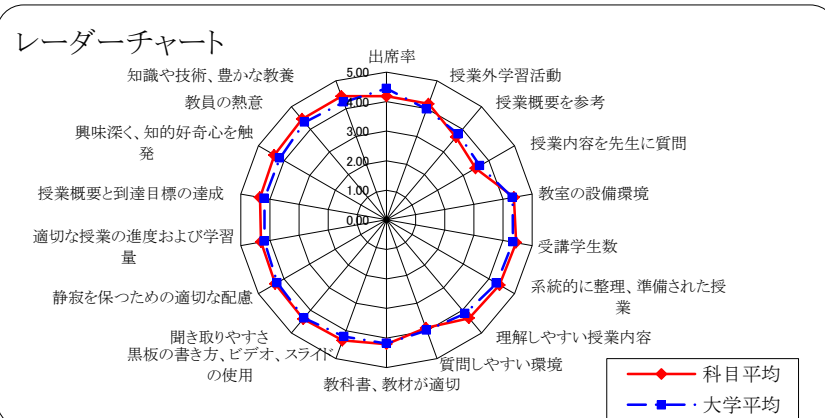 レーダーチャート
出席率
授業外学習活動
授業概要を参考
授業内容を先生に質問
教室の設備環境
受講学生数
系統的に整理、準備された授
業
理解しやすい授業内容
質問しやすい環境
教科書、教材が適切
黒板の書き方、ビデオ、スライド
の使用
聞き取りやすさ
静寂を保つための適切な配慮
適切な授業の進度および学習
量
授業概要と到達目標の達成
興味深く、知的好奇心を触
発
教員の熱意
知識や技術、豊かな教養
5.00
4.00
3.00
2.00
1.00
0.00
科目平均
大学平均